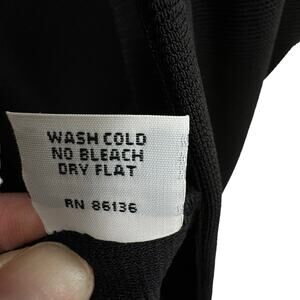 WASH COLD
NO BLEACH
DRY FLAT
RN 86136